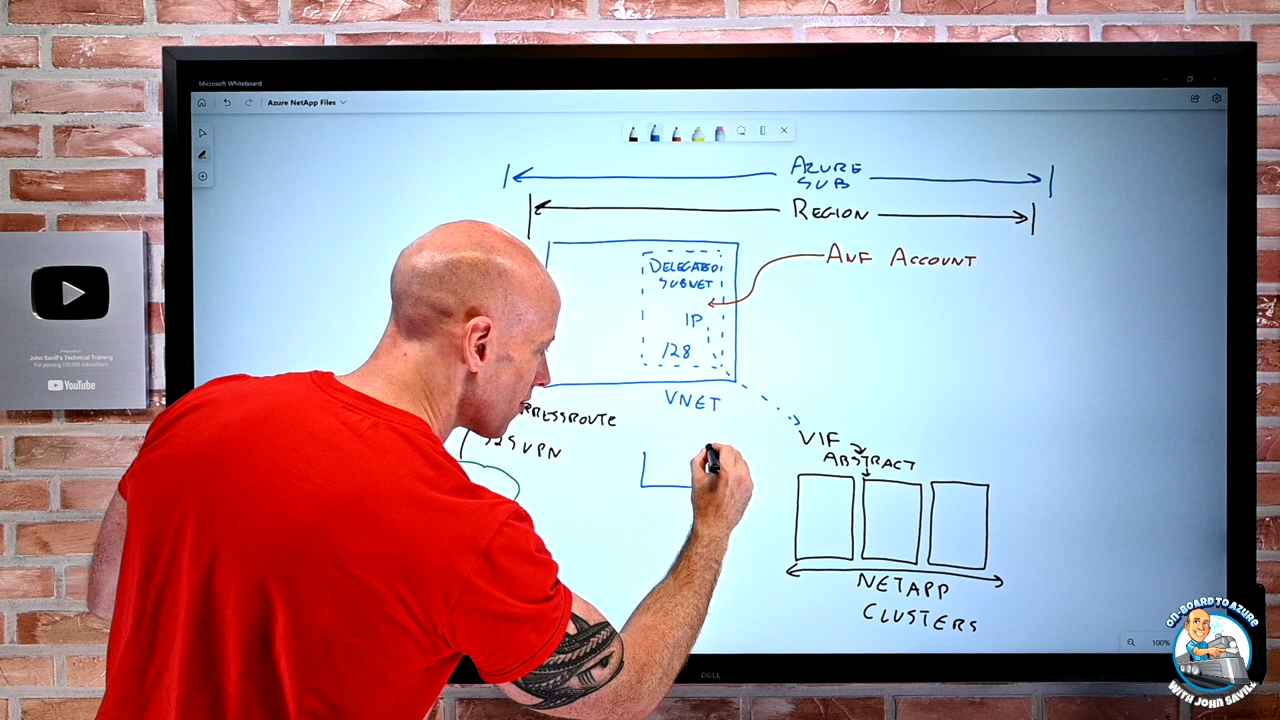 Microsoft Whiteboard
Azure NetApp Files
AZURE
SUB
REGION
ANF ACCOUNT
DELEGATED
SUBNET
IP
/28
VNET
PRESSROUTE
S2S VPN
VIF
ABSTRACT
NETAPP
CLUSTERS
100%
DELL
John Savill's Technical Training
YouTube
ON-BOARD TO AZURE
WITH JOHN SAVILL